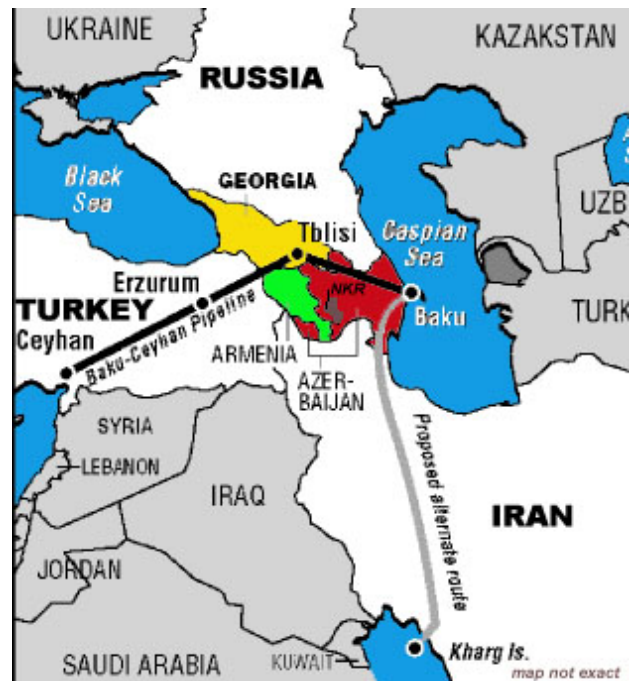 UKRAINE
KAZAKSTAN
RUSSIA
Black
Sea
GEORGIA
Tblisi
Caspian
Sea
UZB
Erzurum
NKR
TURKEY
Baku
TURK
Ceyhan
Baku-Ceyhan Pipeline
ARMENIA
AZER-
BAIJAN
SYRIA
LEBANON
IRAQ
Proposed alternate route
IRAN
JORDAN
Kharg Is.
KUWAIT
SAUDI ARABIA
map not exact